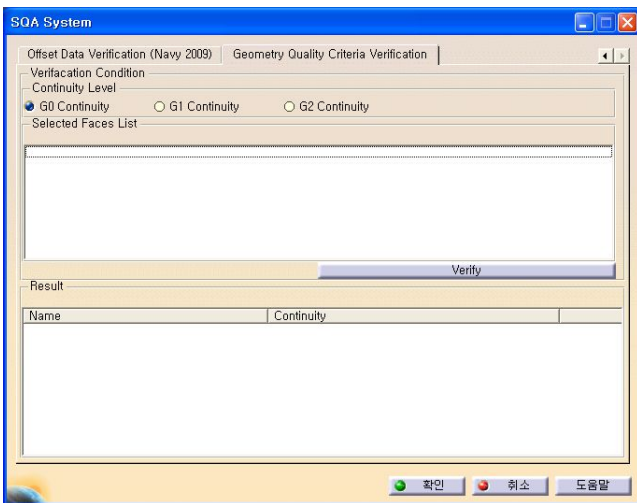 SQA System
Offset Data Verification (Navy 2009) Geometry Quality Criteria Verification
Verifacation Condition
Continuity Level
G0 Continuity G1 Continuity G2 Continuity
Selected Faces List
Verify
Result
Name Continuity
확인 취소 도움말